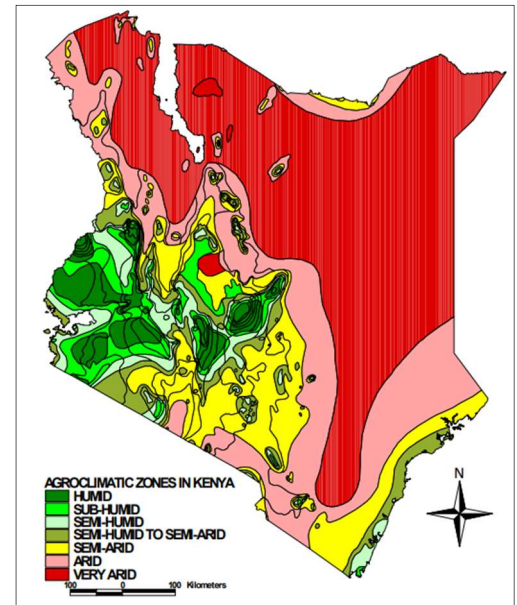 N
AGROCLIMATIC ZONES IN KENYA
HUMID
SUB-HUMID
SEMI-HUMID
SEMI-HUMID TO SEMI-ARID
SEMI-ARID
ARID
VERY ARID
100 0 100 Kilometers